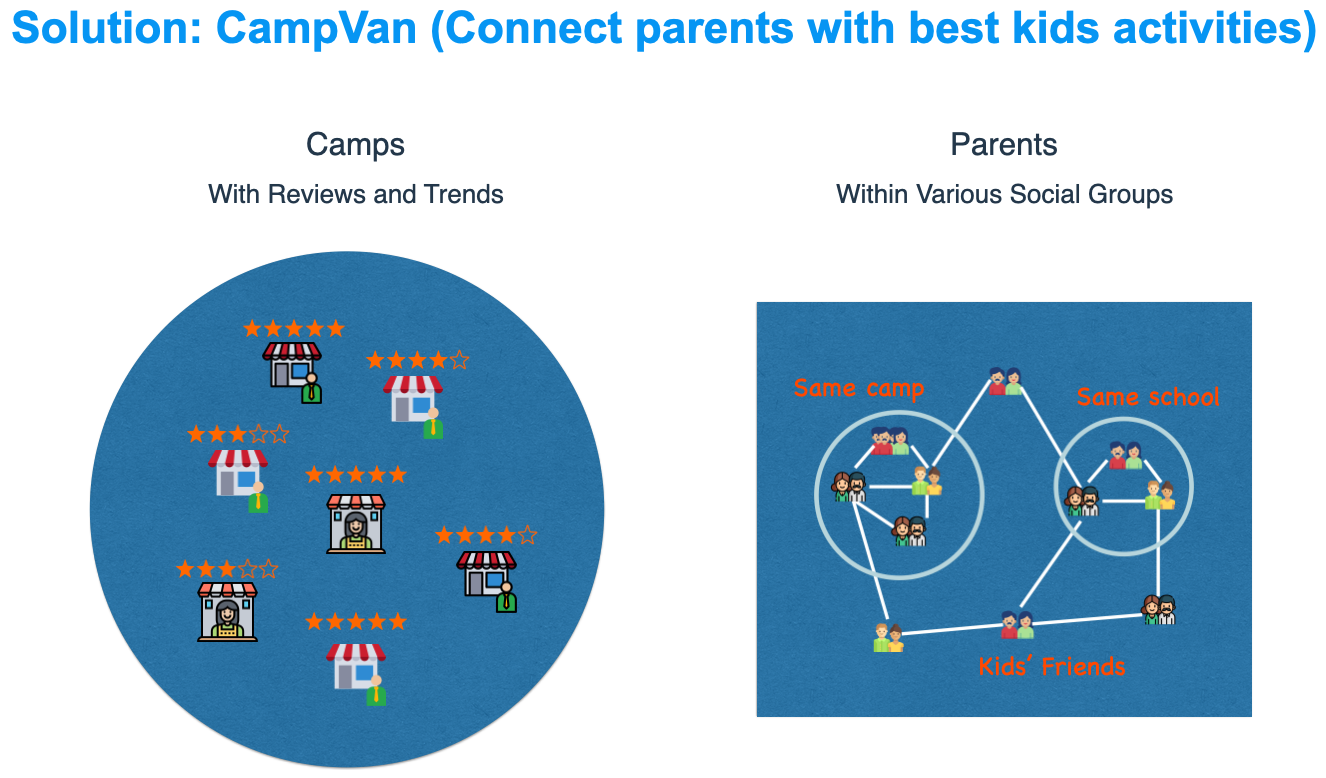 Solution: CampVan (Connect parents with best kids activities)
Camps
With Reviews and Trends
Parents
Within Various Social Groups
Same camp
Same school
Kids' Friends